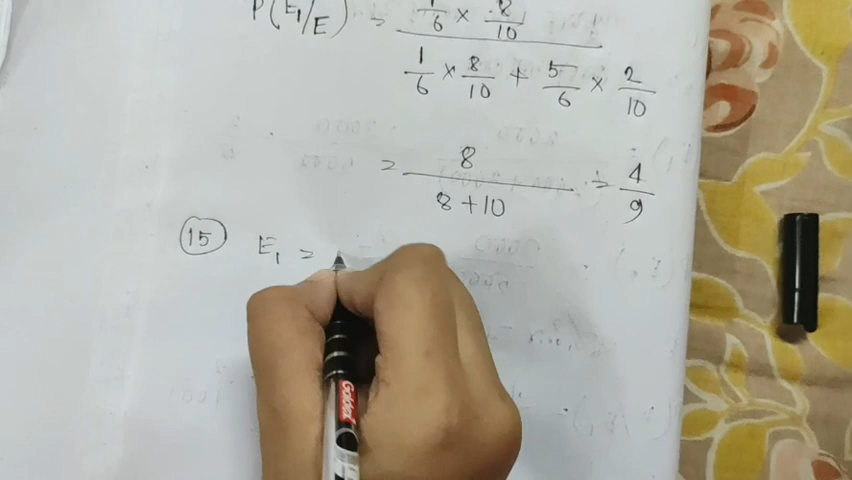 P(E₁/E) = 1/6 × 8/10
1/6 × 8/10 + 5/6 × 2/10
= 8/(8+10) = 4/9
15 E₁ =